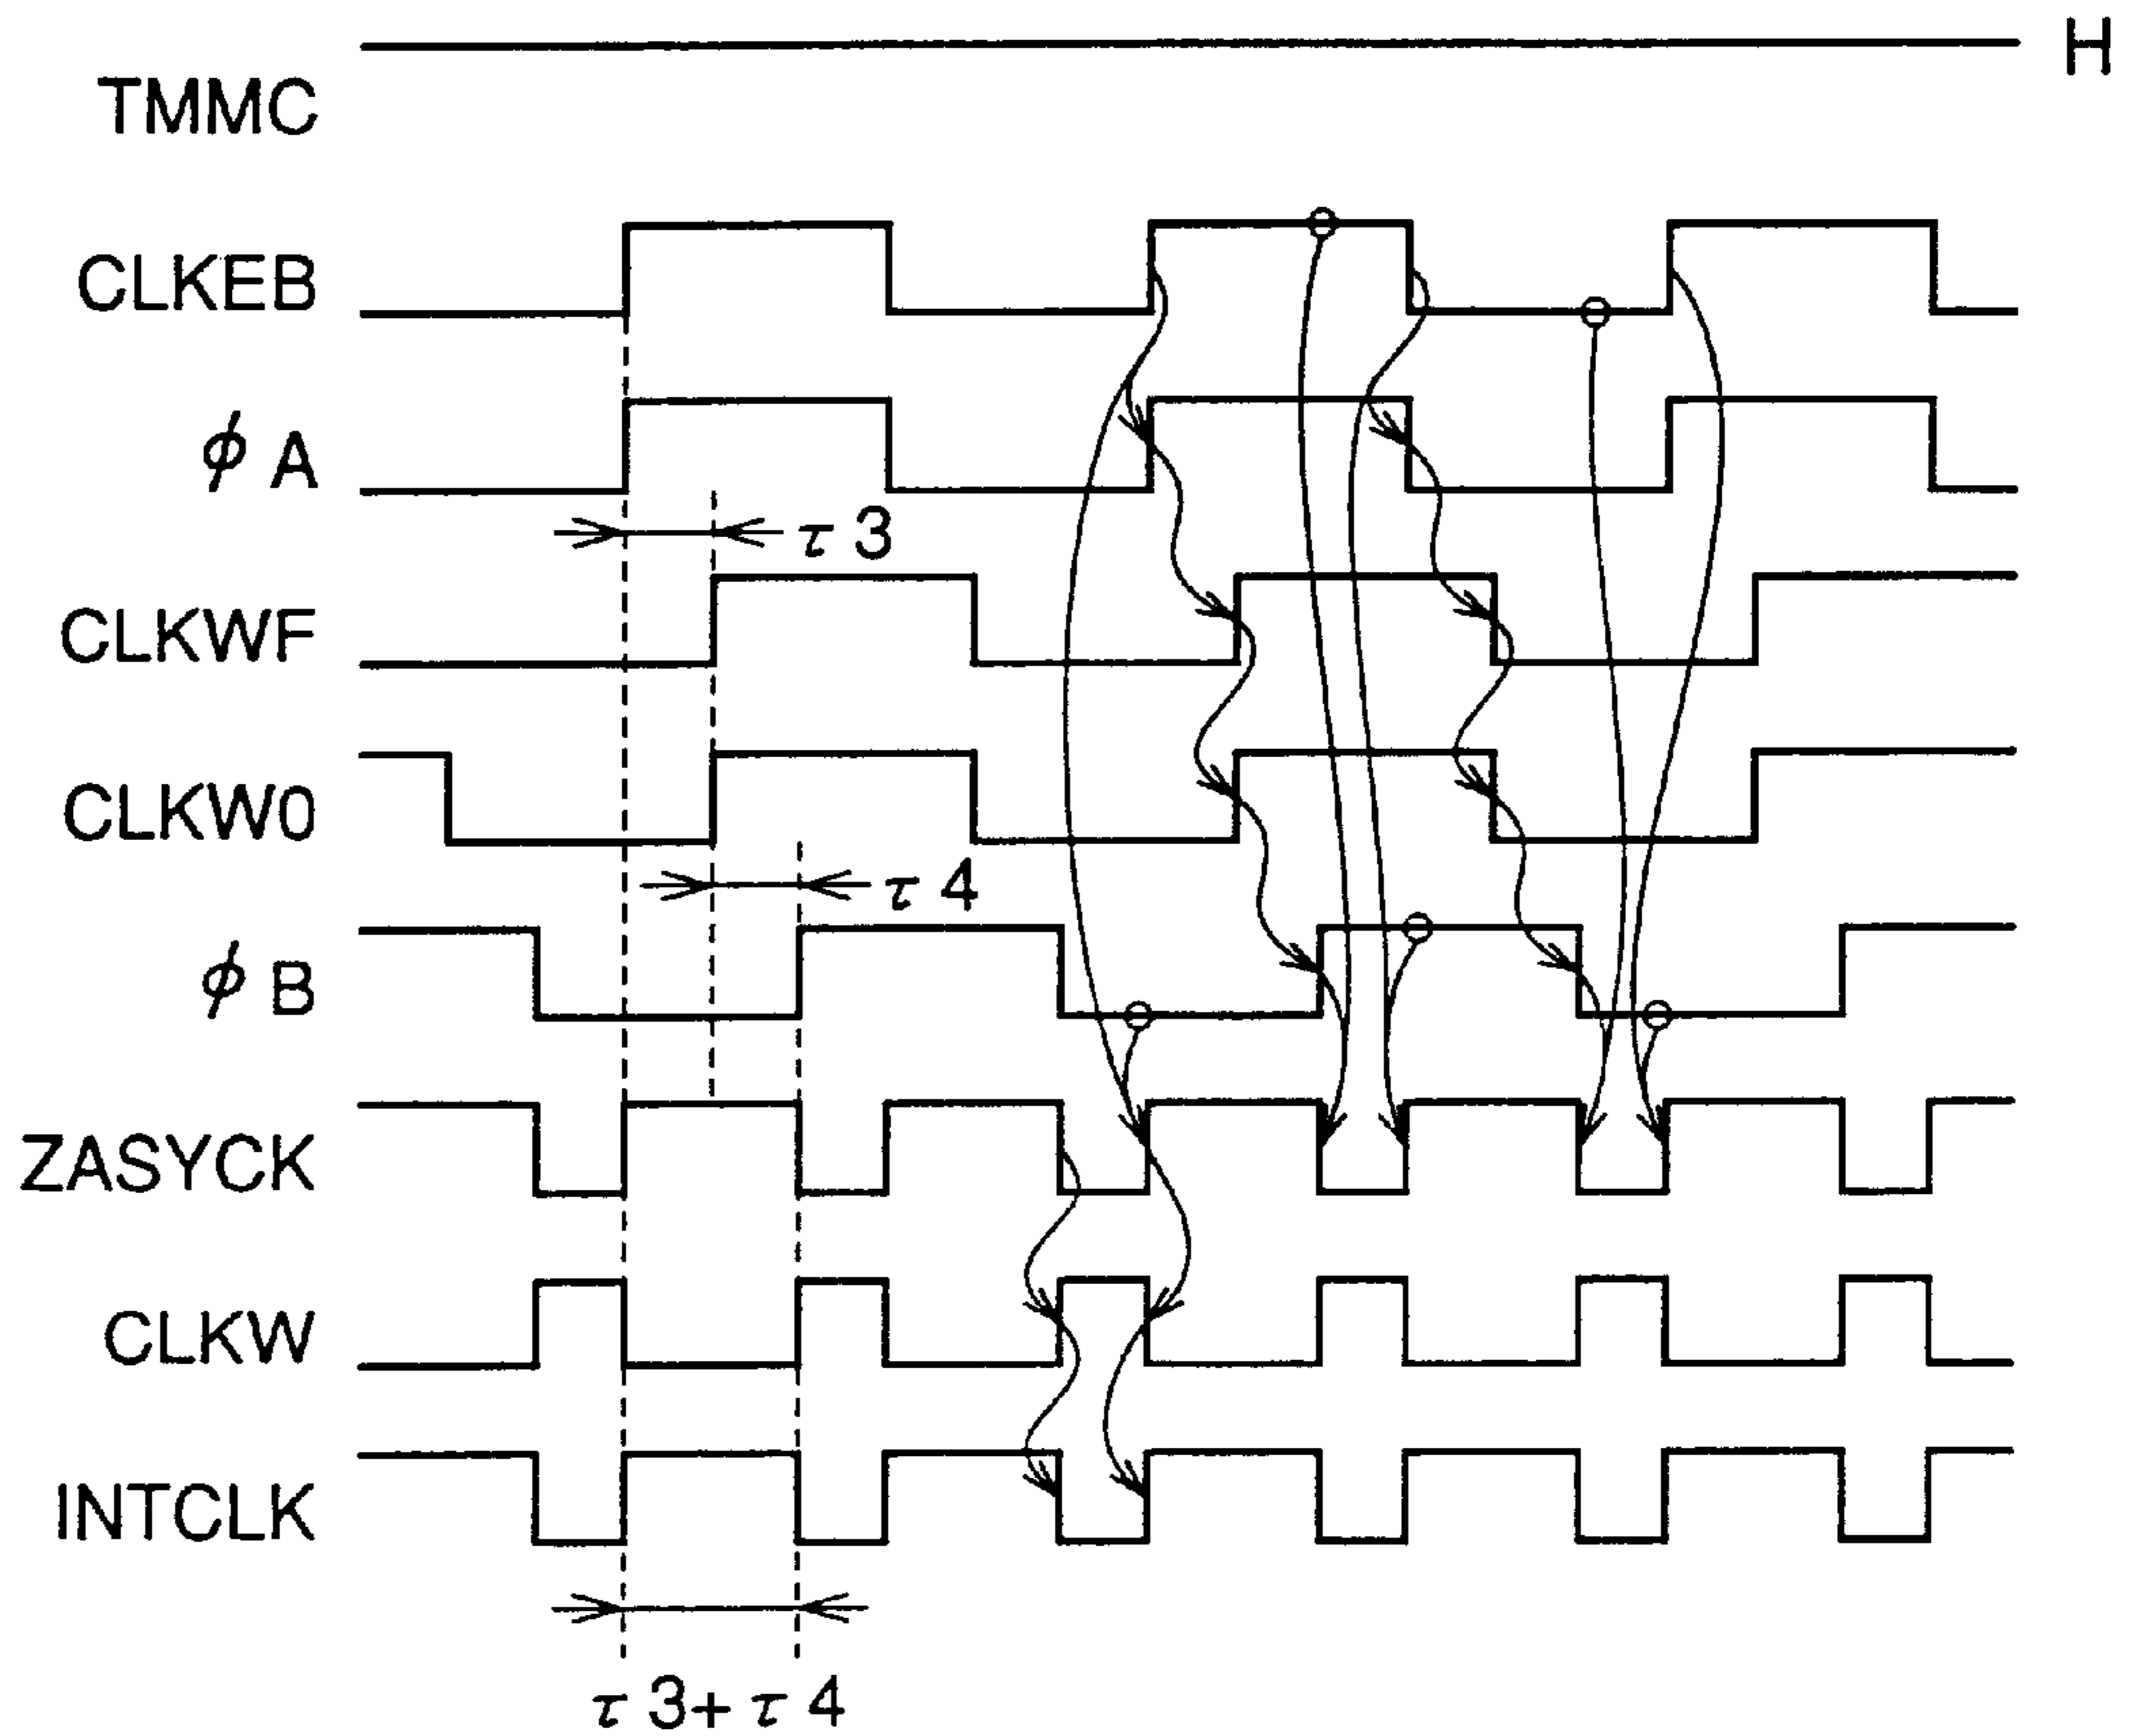 H
TMMC
CLKEB
ϕ A
τ 3
CLKWF
CLKW0
τ 4
ϕ B
ZASYCK
CLKW
INTCLK
τ 3+ τ 4